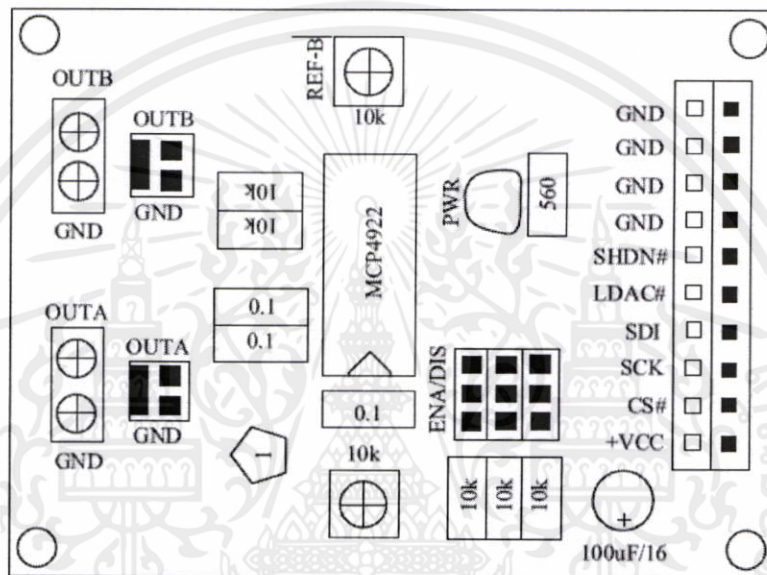 OUTB
OUTB
GND
GND
REF-B
10k
10k
10k
MCP4922
PWR
560
GND
GND
GND
GND
SHDN#
LDAC#
SDI
SCK
CS#
+VCC
OUTA
OUTA
GND
GND
0.1
0.1
0.1
1
10k
ENA/DIS
10k
10k
10k
+
100uF/16